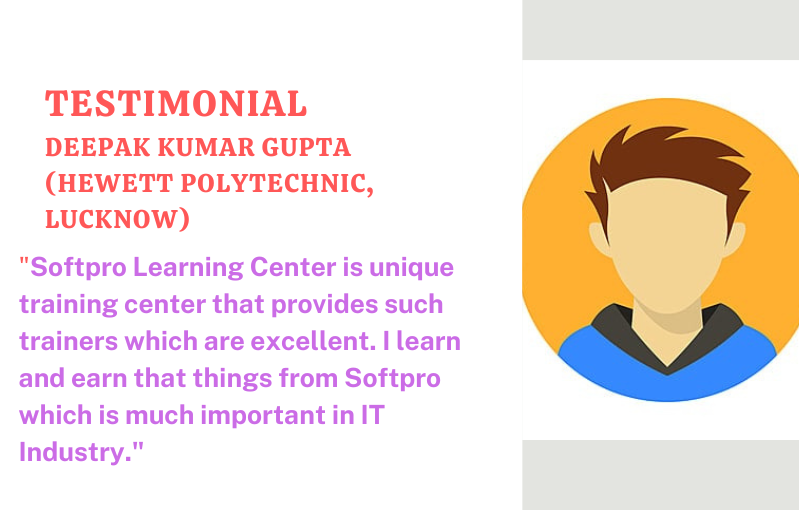 TESTIMONIAL
DEEPAK KUMAR GUPTA
(HEWETT POLYTECHNIC,
LUCKNOW)
"Softpro Learning Center is unique
training center that provides such
trainers which are excellent. I learn
and earn that things from Softpro
which is much important in IT
Industry."